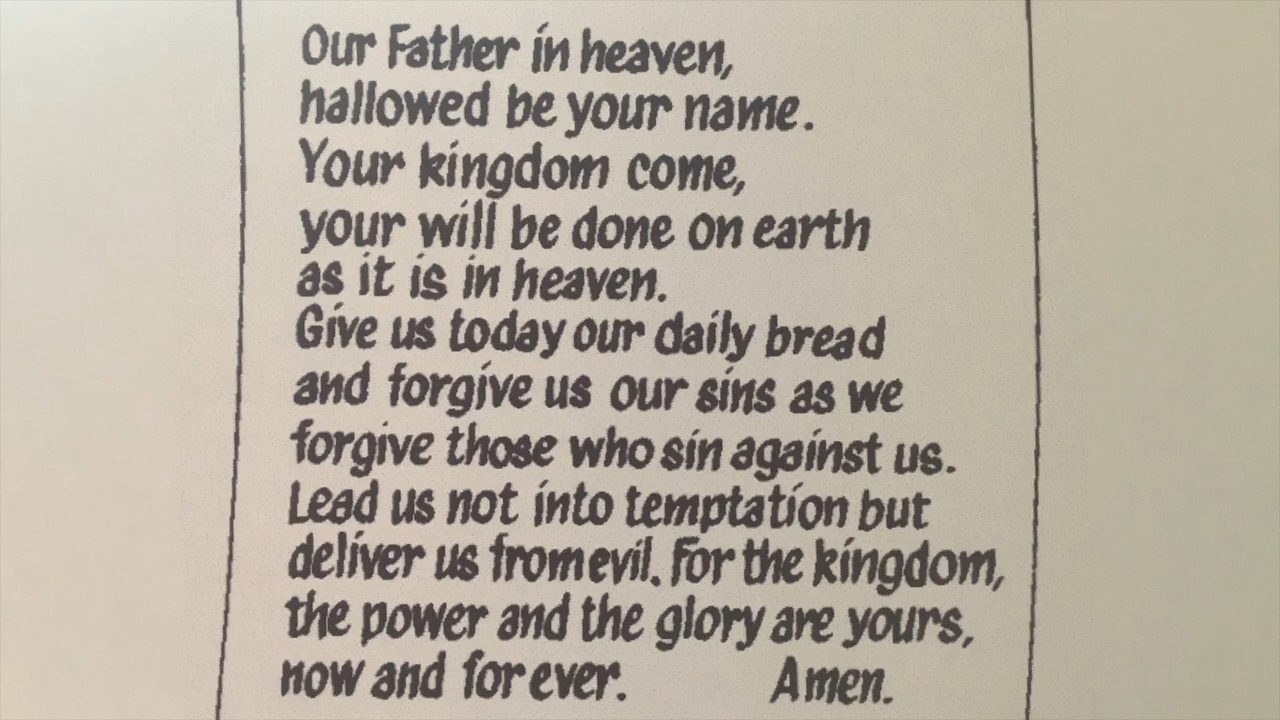 Our Father in heaven,
hallowed be your name.
Your kingdom come,
your will be done on earth
as it is in heaven.
Give us today our daily bread
and forgive us our sins as we
forgive those who sin against us.
Lead us not into temptation but
deliver us from evil. For the kingdom,
the power and the glory are yours,
now and for ever. Amen.